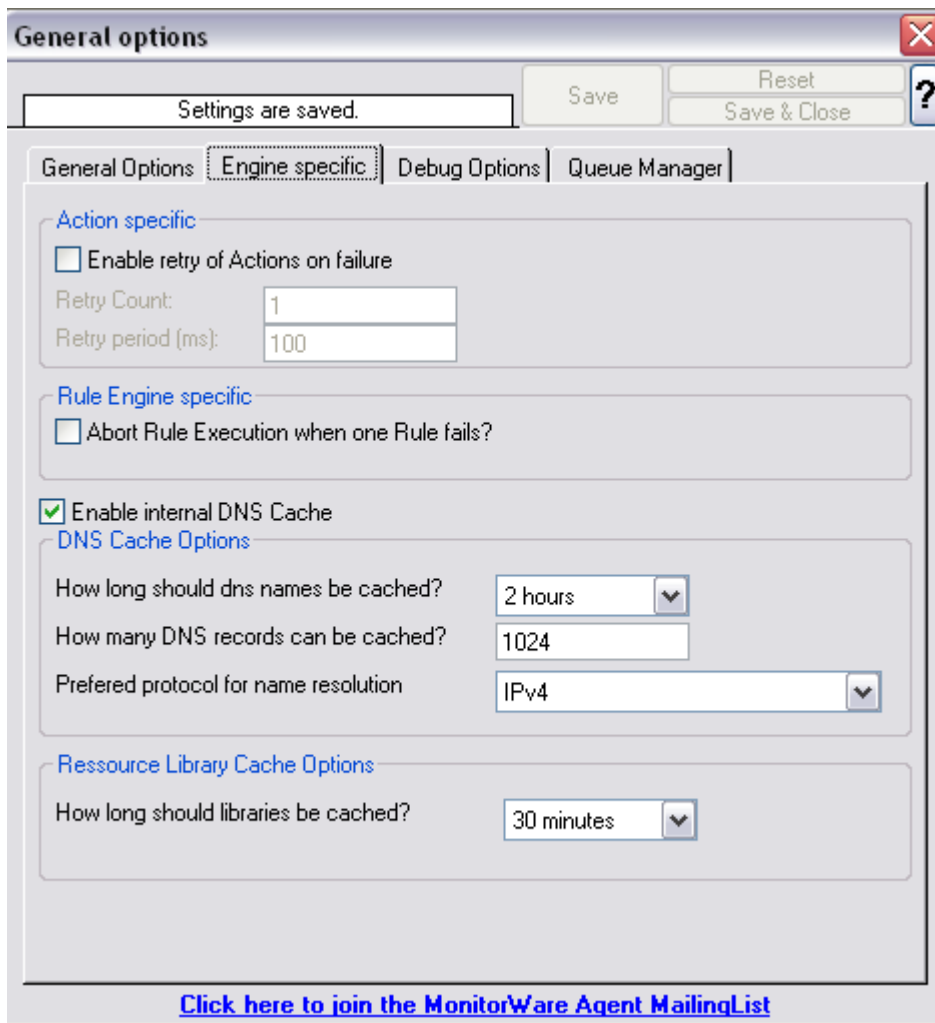 General options
Settings are saved.
Save
Reset
Save & Close
?
General Options
Engine specific
Debug Options
Queue Manager
Action specific
Enable retry of Actions on failure
Retry Count:
1
Retry period (ms):
100
Rule Engine specific
Abort Rule Execution when one Rule fails?
Enable internal DNS Cache
DNS Cache Options
How long should dns names be cached?
2 hours
How many DNS records can be cached?
1024
Prefered protocol for name resolution
IPv4
Ressource Library Cache Options
How long should libraries be cached?
30 minutes
Click here to join the MonitorWare Agent MailingList